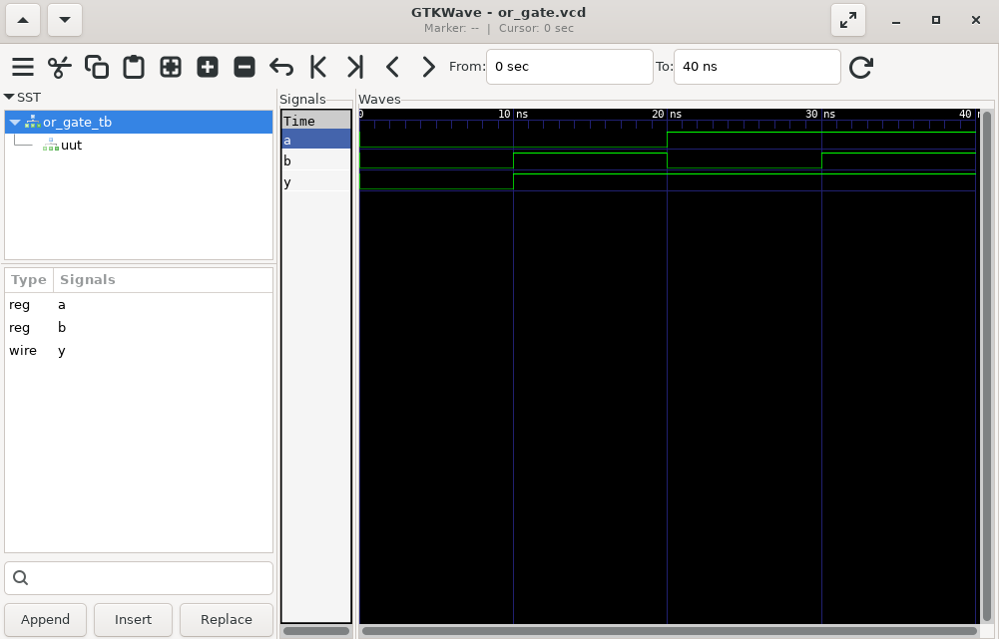 GTKWave - or_gate.vcd
Marker: -- | Cursor: 0 sec
From: 0 sec To: 40 ns
SST
or_gate_tb
uut
Type Signals
reg a
reg b
wire y
Append Insert Replace
Signals
Time
a
b
y
Waves
0 10 ns 20 ns 30 ns 40